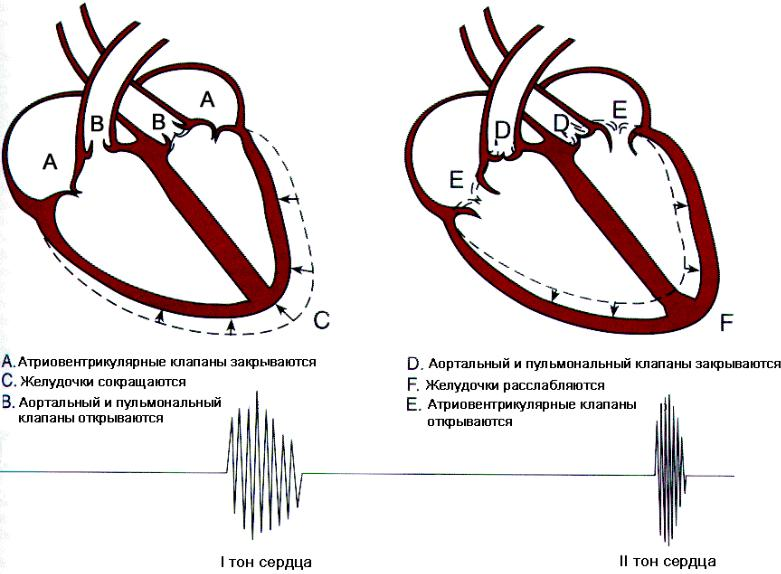 A
B
B
A
C
D
D
E
E
F
A. Атриовентрикулярные клапаны закрываются
C. Желудочки сокращаются
B. Аортальный и пульмональный
клапаны открываются
D. Аортальный и пульмональный клапаны закрываются
F. Желудочки расслабляются
E. Атриовентрикулярные клапаны
открываются
I тон сердца
II тон сердца